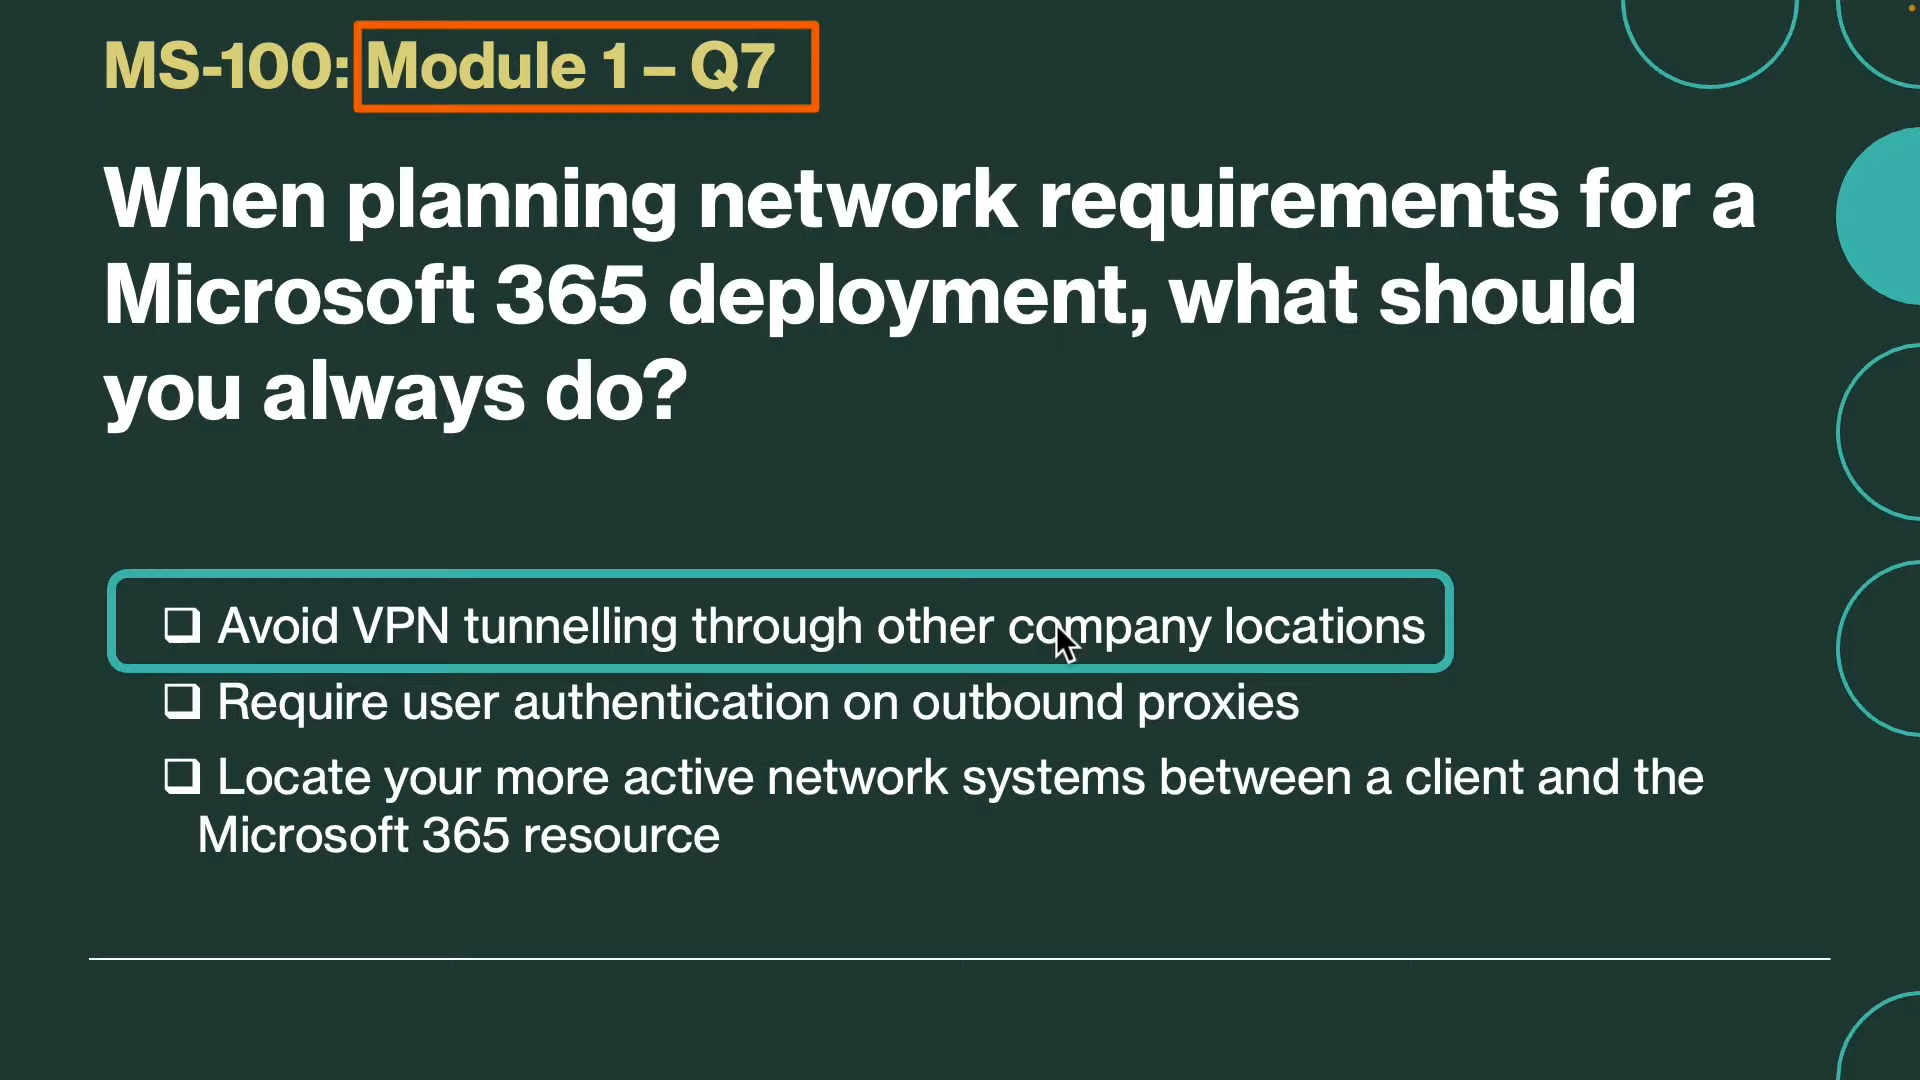 MS-100: Module 1 – Q7
When planning network requirements for a
Microsoft 365 deployment, what should
you always do?
❑ Avoid VPN tunnelling through other company locations
❑ Require user authentication on outbound proxies
❑ Locate your more active network systems between a client and the
Microsoft 365 resource